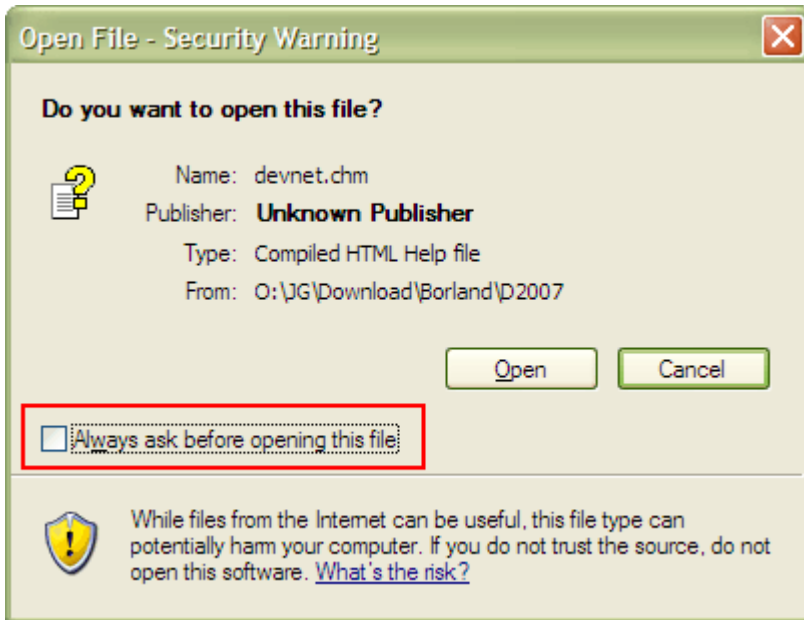 Open File - Security Warning
Do you want to open this file?
Name: devnet.chm
Publisher: Unknown Publisher
Type: Compiled HTML Help file
From: O:\JG\Download\Borland\D2007
Open Cancel
Always ask before opening this file
While files from the Internet can be useful, this file type can
potentially harm your computer. If you do not trust the source, do not
open this software. What's the risk?